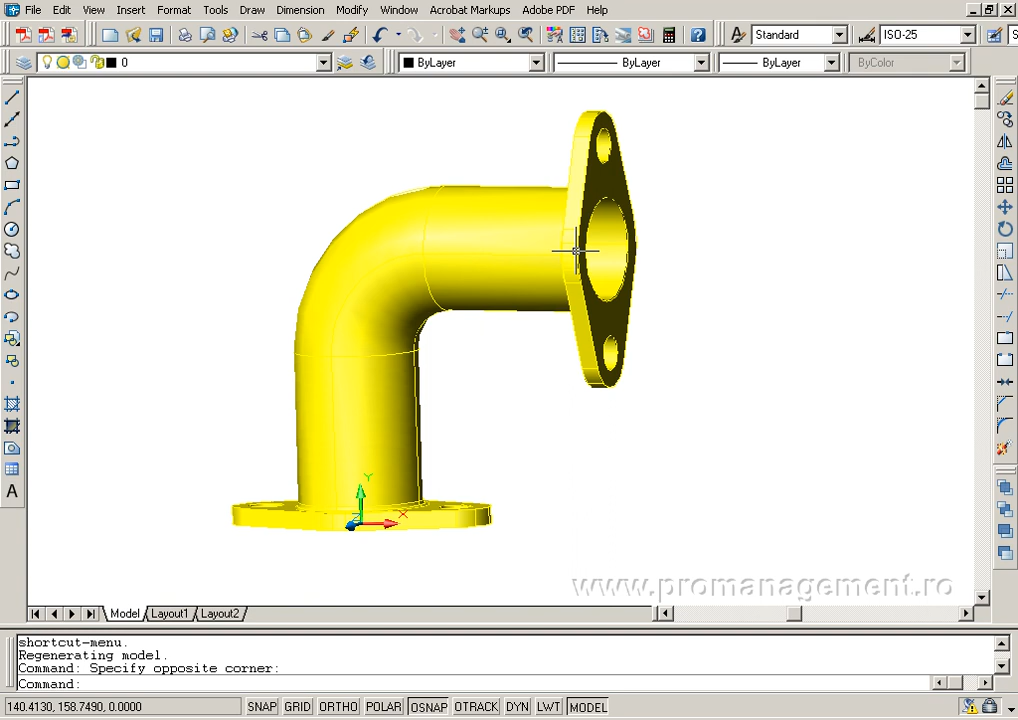 File Edit View Insert Format Tools Draw Dimension Modify Window Acrobat Markups Adobe PDF Help
Standard ISO-25
0 ByLayer ByLayer ByLayer ByColor
A
Y
X
Z
www.promanagement.ro
Model Layout1 Layout2
shortcut-menu.
Regenerating model.
Command: Specify opposite corner:
Command:
140.4130, 158.7490, 0.0000 SNAP GRID ORTHO POLAR OSNAP OTRACK DYN LWT MODEL